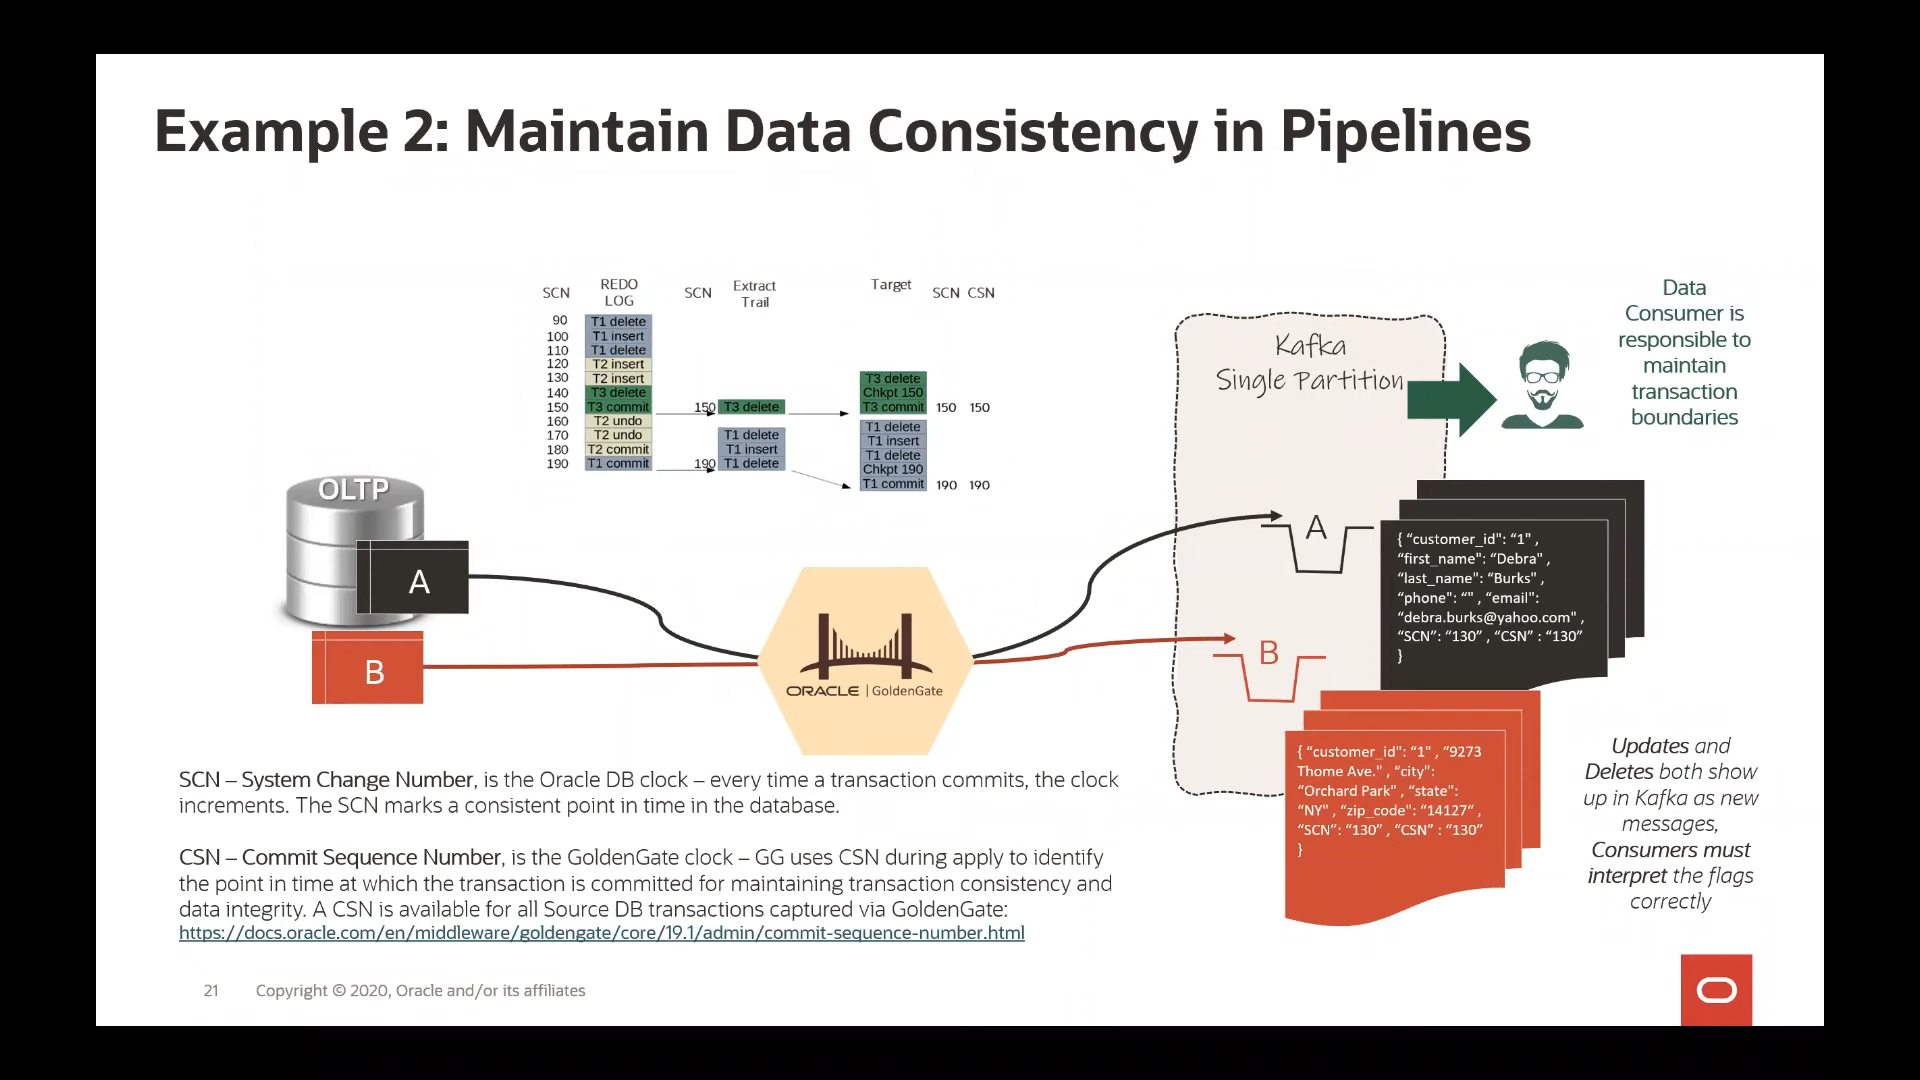 Example 2: Maintain Data Consistency in Pipelines
SCN
REDO
LOG
SCN
Extract
Trail
Target
SCN CSN
90 T1 delete
100 T1 insert
110 T1 delete
120 T2 insert
130 T2 insert
140 T3 delete
150 T3 commit
160 T2 undo
170 T2 undo
180 T2 commit
190 T1 commit
150 T3 delete
T1 delete
T1 insert
190 T1 delete
T3 delete
Chkpt 150
T3 commit 150 150
T1 delete
T1 insert
T1 delete
Chkpt 190
T1 commit 190 190
Kafka
Single Partition
Data
Consumer is
responsible to
maintain
transaction
boundaries
OLTP
A
B
ORACLE | GoldenGate
A
B
{ “customer_id": “1" ,
“first_name": “Debra" ,
“last_name": “Burks" ,
“phone": “" , “email":
“debra.burks@yahoo.com" ,
“SCN”: “130” , “CSN” : “130”
}
{ “customer_id": “1" , “9273
Thome Ave." , “city":
“Orchard Park" , “state":
“NY" , “zip_code": “14127“ ,
“SCN”: “130” , “CSN” : “130”
}
Updates and
Deletes both show
up in Kafka as new
messages,
Consumers must
interpret the flags
correctly
SCN – System Change Number, is the Oracle DB clock – every time a transaction commits, the clock
increments. The SCN marks a consistent point in time in the database.
CSN – Commit Sequence Number, is the GoldenGate clock – GG uses CSN during apply to identify
the point in time at which the transaction is committed for maintaining transaction consistency and
data integrity. A CSN is available for all Source DB transactions captured via GoldenGate:
https://docs.oracle.com/en/middleware/goldengate/core/19.1/admin/commit-sequence-number.html
21 Copyright © 2020, Oracle and/or its affiliates